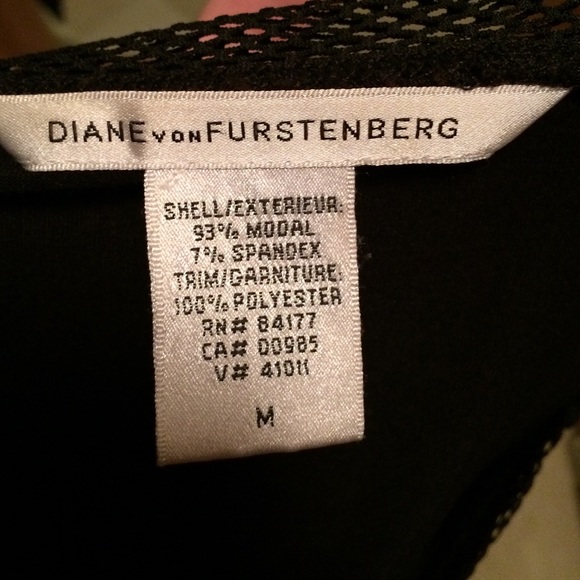 DIANE VON FURSTENBERG
SHELL/EXTERIEUR:
93% MODAL
7% SPANDEX
TRIM/GARNITURE:
100% POLYESTER
RN# 84177
CA# 00985
V# 41011
M